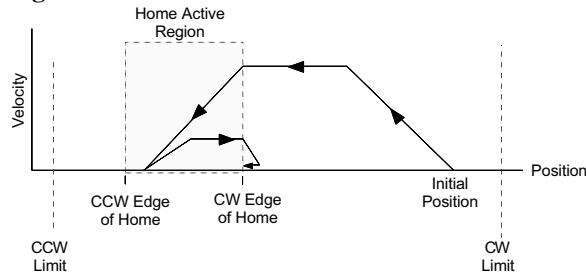 Home Active
Region
Velocity
Position
CCW Edge
of Home
CW Edge
of Home
Initial
Position
CCW
Limit
CW
Limit